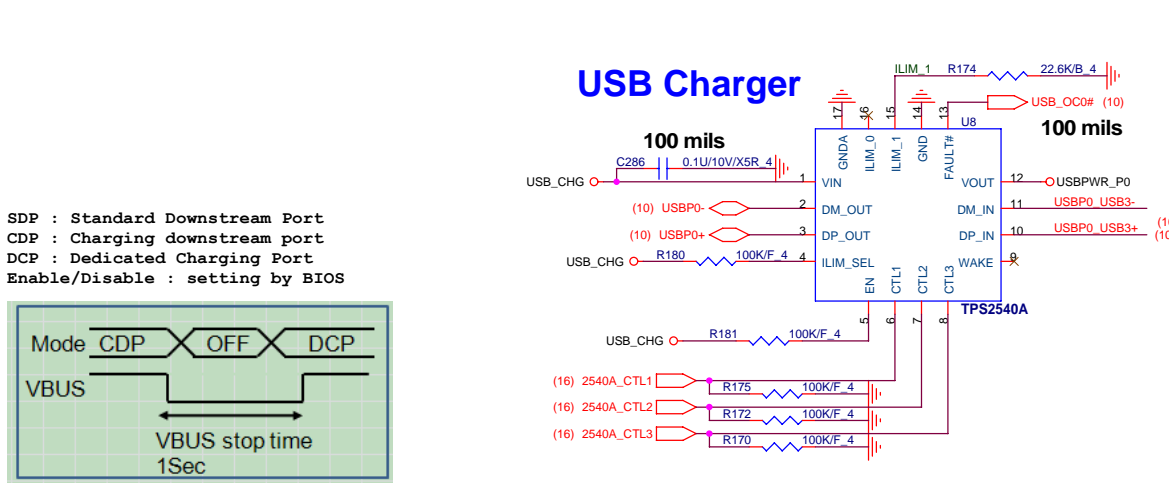 USB Charger
ILIM_1 R174 22.6K/B_4
USB_OC0# (10)
100 mils
100 mils
17 16 15 14 13
U8
GNDA ILIM_0 ILIM_1 GND FAULT#
C286 0.1U/10V/X5R_4
USB_CHG 1 VIN
VOUT 12 USBPWR_P0
(10) USBP0- 2 DM_OUT
DM_IN 11 USBP0_USB3-
(10) USBP0+ 3 DP_OUT
DP_IN 10 USBP0_USB3+
USB_CHG R180 100K/F_4 4 ILIM_SEL
WAKE 9
EN CTL1 CTL2 CTL3
TPS2540A
5 6 7 8
USB_CHG R181 100K/F_4
(16) 2540A_CTL1
R175 100K/F_4
(16) 2540A_CTL2
R172 100K/F_4
(16) 2540A_CTL3
R170 100K/F_4
SDP : Standard Downstream Port
CDP : Charging downstream port
DCP : Dedicated Charging Port
Enable/Disable : setting by BIOS
Mode CDP OFF DCP
VBUS
VBUS stop time
1Sec